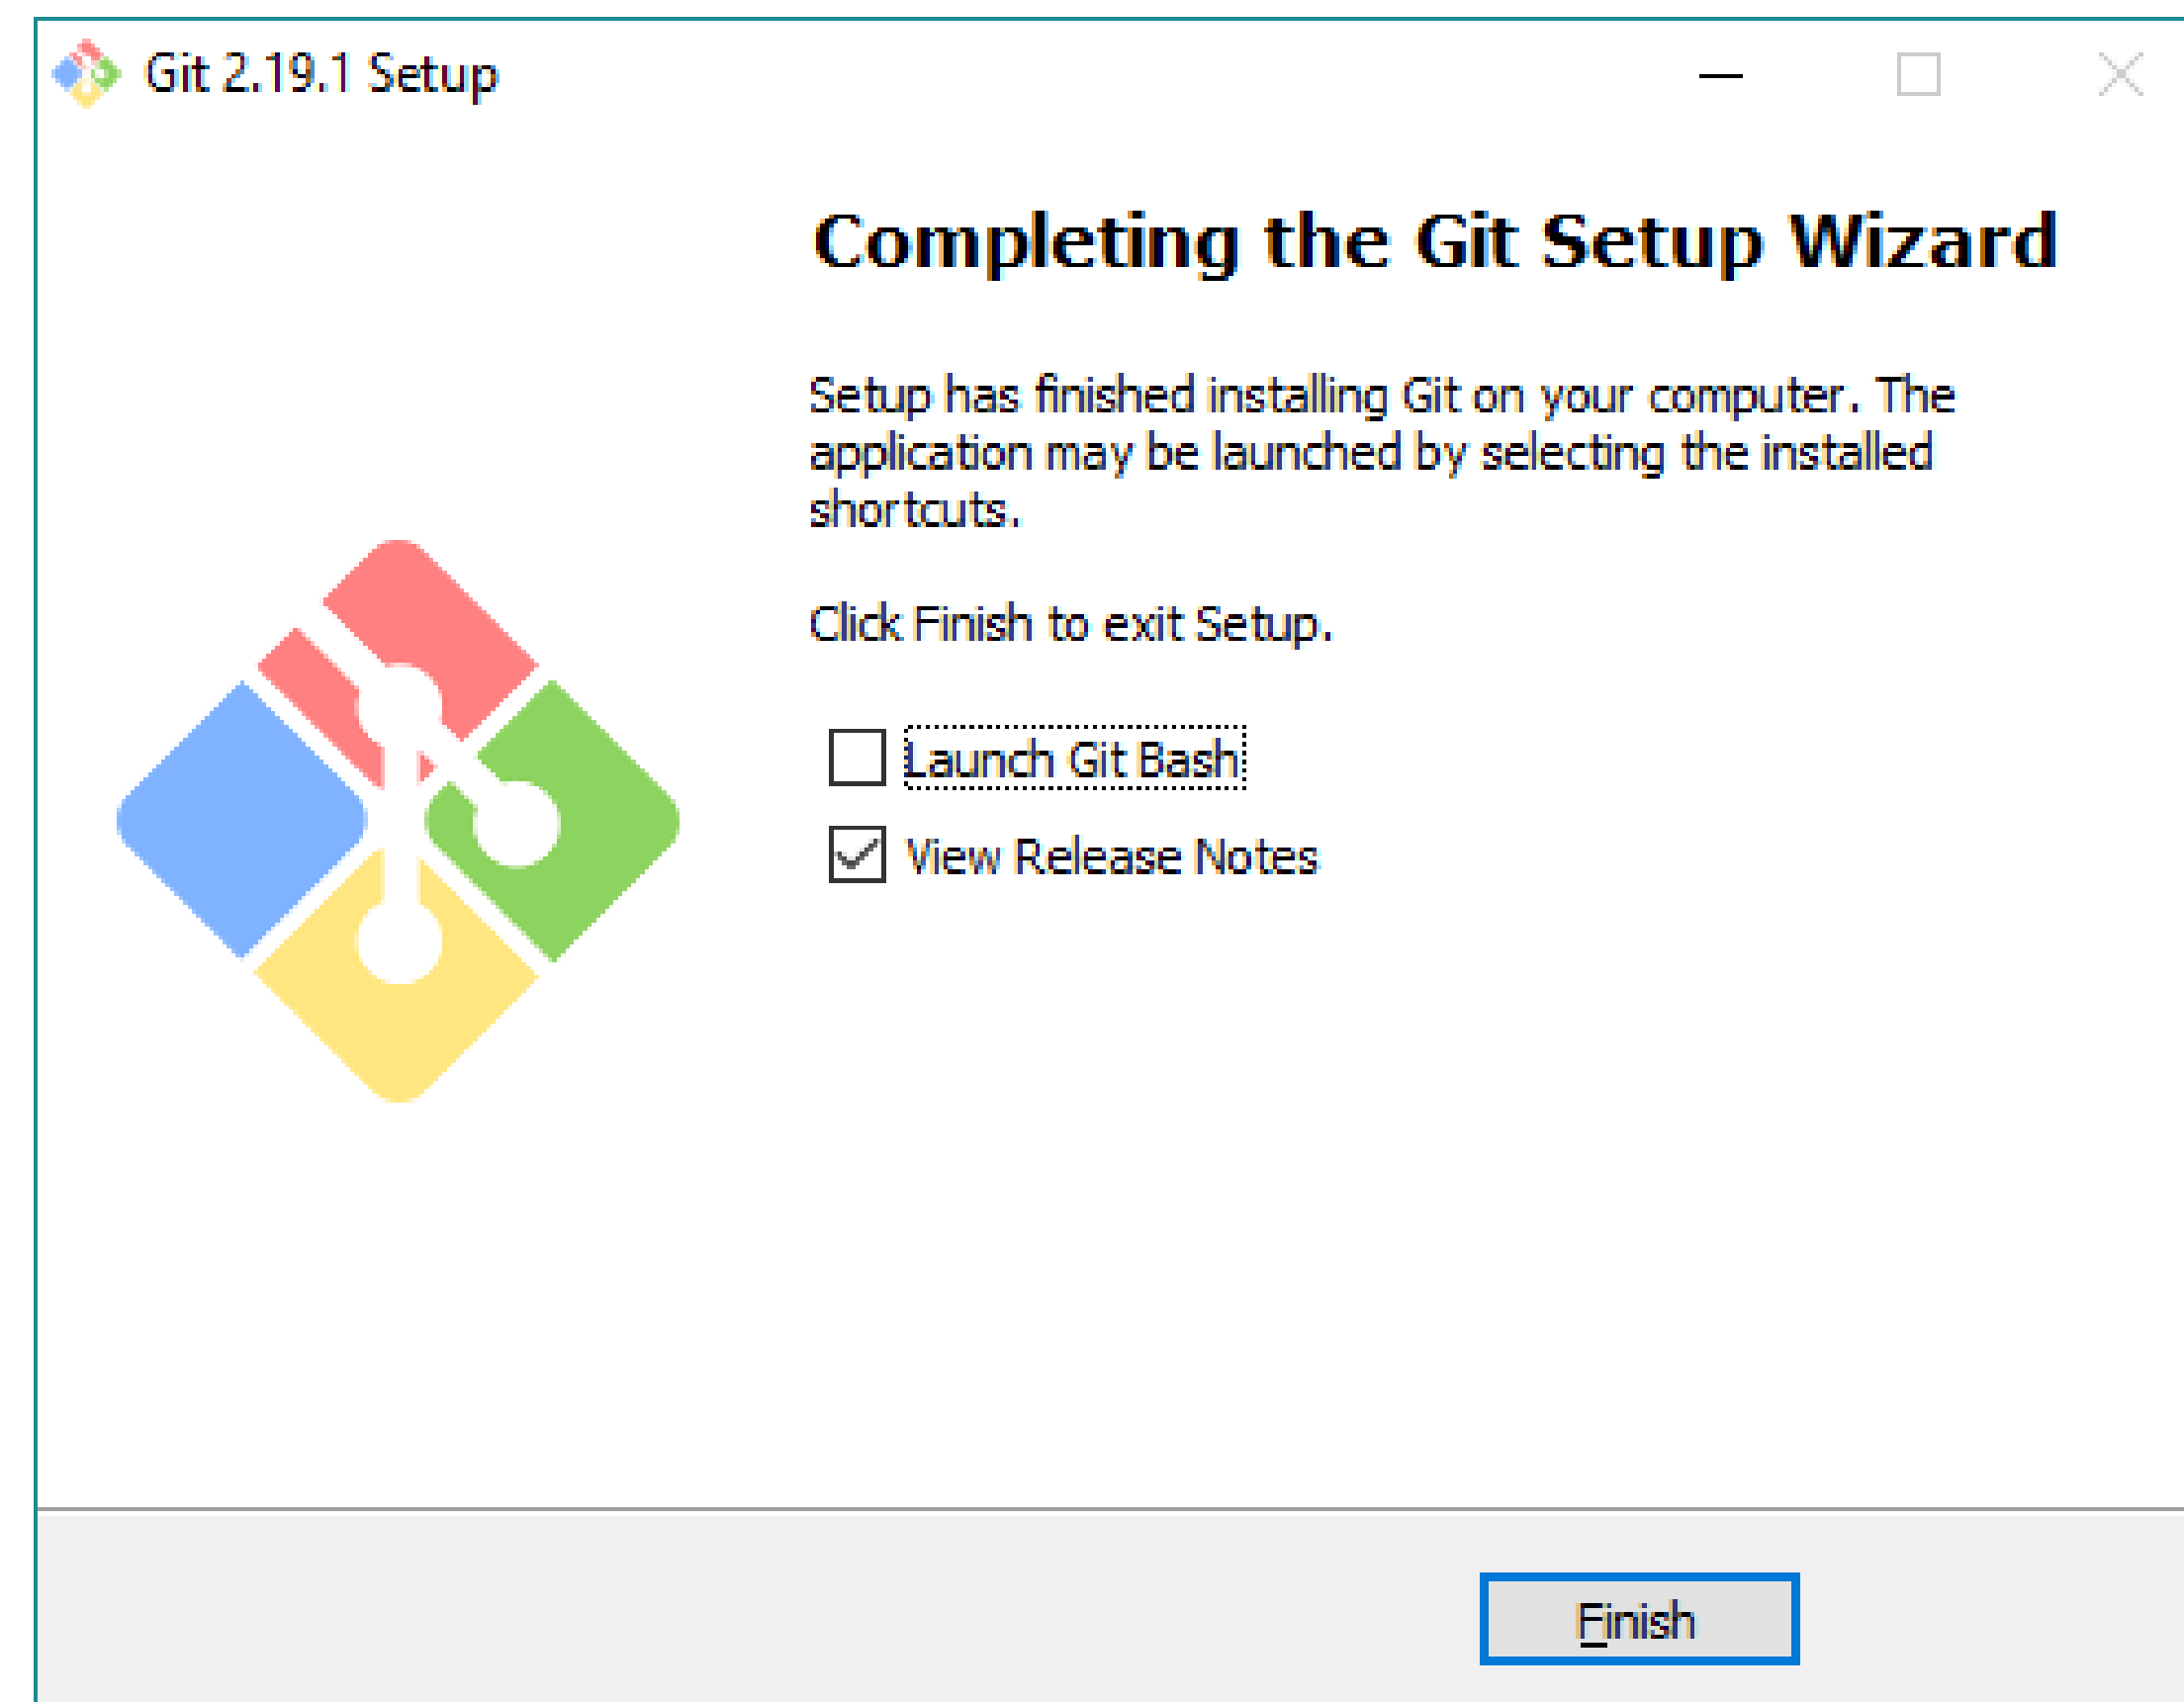 Git 2.19.1 Setup
Completing the Git Setup Wizard
Setup has finished installing Git on your computer. The
application may be launched by selecting the installed
shortcuts.
Click Finish to exit Setup.
Launch Git Bash
View Release Notes
Finish